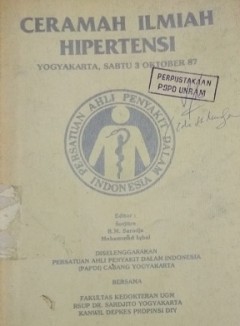 CERAMAH ILMIAH
HIPERTENSI
YOGYAKARTA, SABTU 3 OKTOBER 87
PERPUSTAKAAN
PSPD UNRAM
PERSATUAN AHLI PENYAKIT DALAM
INDONESIA
Editor :
Mohammad Iqbal
DISELENGGARAKAN
PERSATUAN AHLI PENYAKIT DALAM INDONESIA
(PAPDI) CABANG YOGYAKARTA
BERSAMA
FAKULTAS KEDOKTERAN UGM
RSUP DR. SARDJITO YOGYAKARTA
KANWIL DEPKES PROPINSI DIY